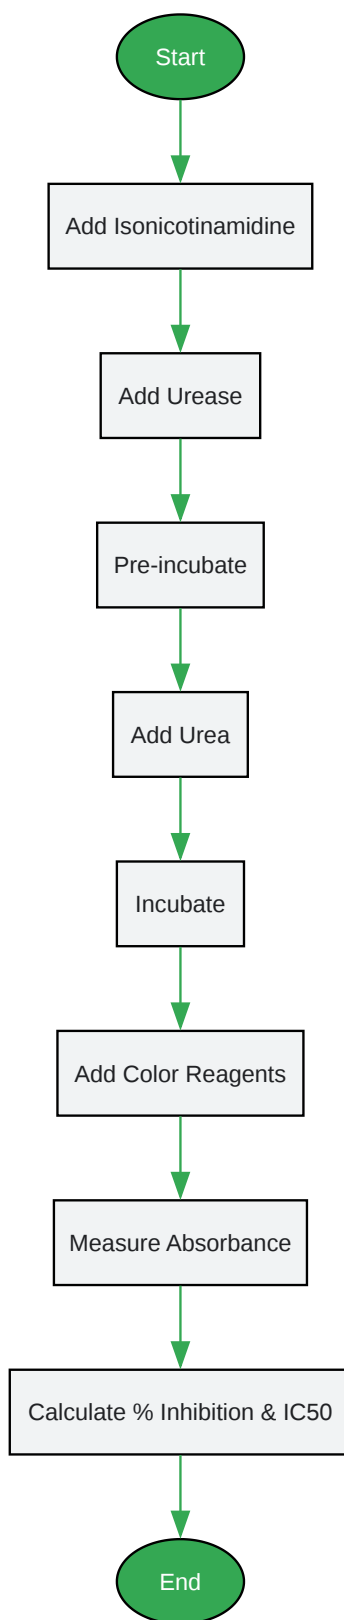 Start
Add Isonicotinamidine
Add Urease
Pre-incubate
Add Urea
Incubate
Add Color Reagents
Measure Absorbance
Calculate % Inhibition & IC50
End